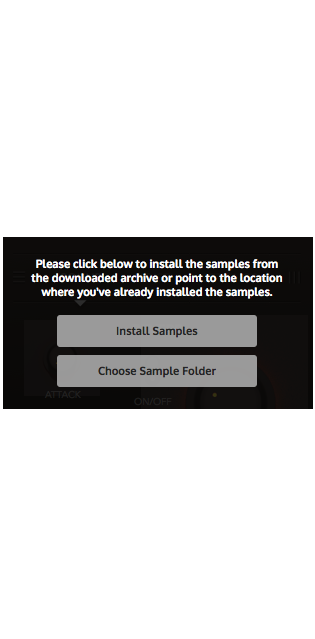 Please click below to install the samples from
the downloaded archive or point to the location
where you've already installed the samples.
Install Samples
Choose Sample Folder
ATTACK
ON/OFF